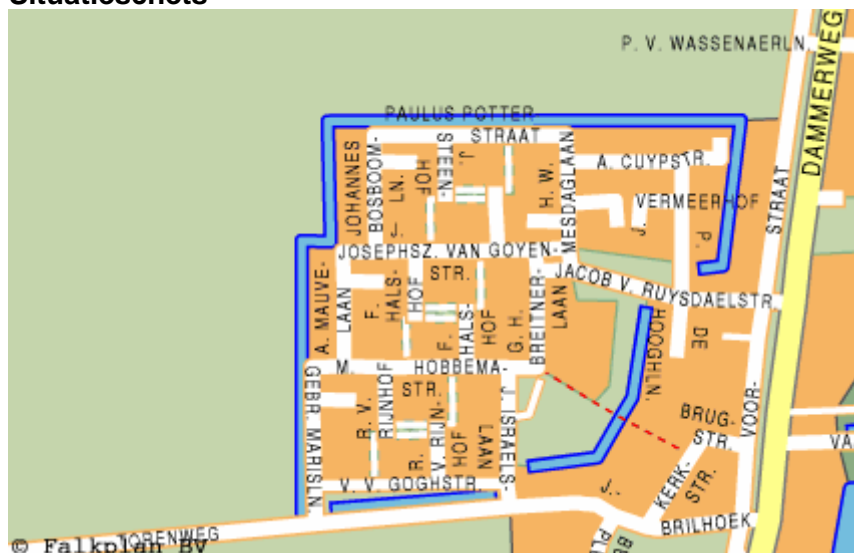 Situatieschets
P. V. WASSENAERLN.
DAMMERWEG
PAULUS POTTER
STRAAT
JOHANNES
BOSBOOM-
LN.
J.
HOF
STEEN-
J.
H. W.
MESDAGLAAN
A. CUYPSTR.
VERMEERHOF
J.
P.
STRAAT
JOSEPHSZ. VAN GOYEN-
STR.
A. MAUVE-
LAAN
F.
HALS-
HOF
F.
HALS-
HOF
G. H.
BREITNER-
LAAN
JACOB V. RUYSDAELSTR.
DE
HOOGHLN.
M.
HOBBEMA-
STR.
GEBR. MARISLN.
R. V.
RIJNHOF
R.
V. RIJN-
HOF
J. ISRAELS-
LAAN
BRUG-
STR.
VOOR-
VA
V. V. GOGHSTR.
J..
KERK-
STR.
BRILHOEK
© Falkplan BV